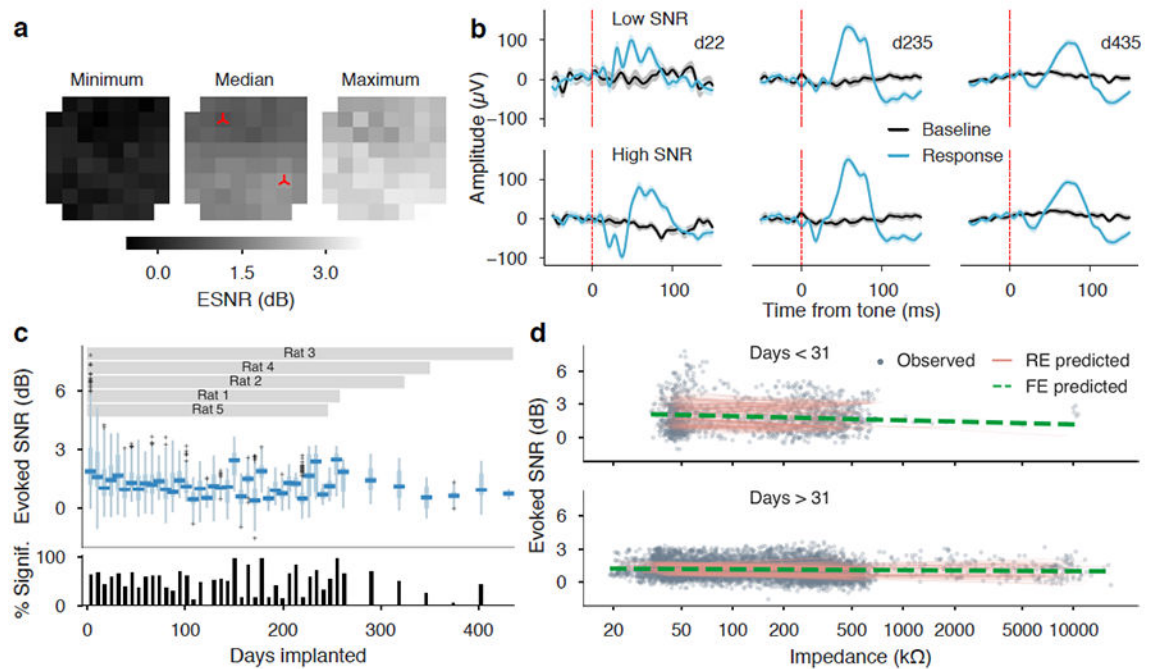 a
Minimum Median Maximum
0.0 1.5 3.0
ESNR (dB)
b
Low SNR
d22 d235 d435
100
0
−100
Amplitude (µV)
Baseline
Response
High SNR
100
0
−100
0 100 0 100 0 100
Time from tone (ms)
c
Rat 3
Rat 4
Rat 2
Rat 1
Rat 5
6
3
0
Evoked SNR (dB)
100
0
% Signif.
0 100 200 300 400
Days implanted
d
Days < 31
Observed RE predicted
FE predicted
6
3
0
Evoked SNR (dB)
Days > 31
6
3
0
20 50 100 200 500 1000 2000 5000 10000
Impedance (kΩ)